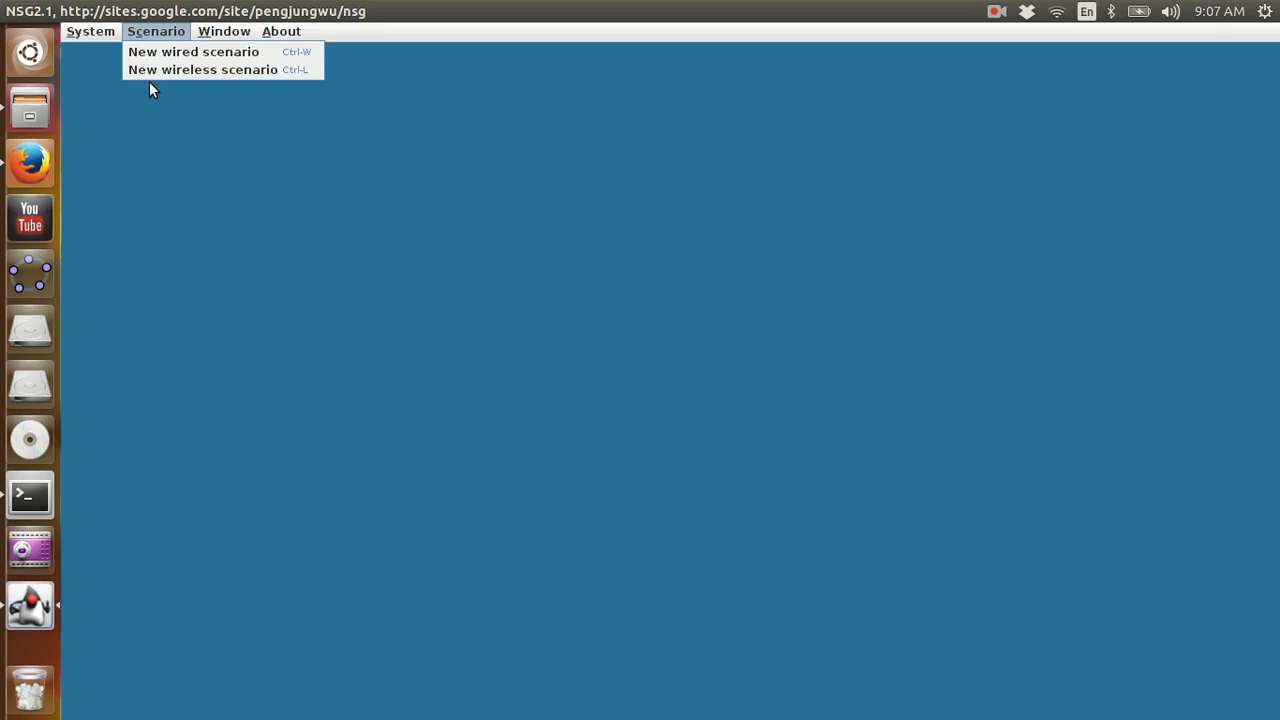 NSG2.1, http://sites.google.com/site/pengjungwu/nsg
En
9:07 AM
System Scenario Window About
New wired scenario Ctrl-W
New wireless scenario Ctrl-L
You
Tube
>_